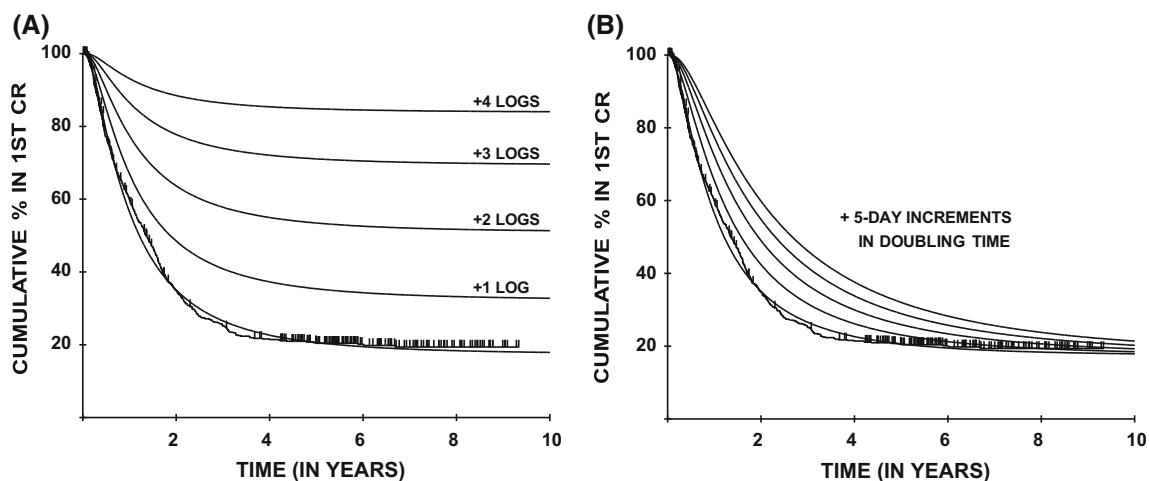 (A)
CUMULATIVE % IN 1ST CR
100
80
60
40
20
+4 LOGS
+3 LOGS
+2 LOGS
+1 LOG
2
4
6
8
10
TIME (IN YEARS)
(B)
CUMULATIVE % IN 1ST CR
100
80
60
40
20
+ 5-DAY INCREMENTS
IN DOUBLING TIME
2
4
6
8
10
TIME (IN YEARS)